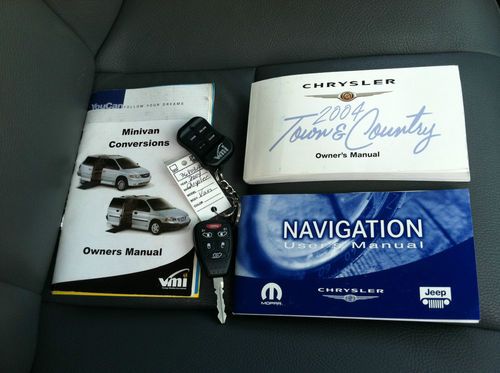 YouCan FOLLOW YOUR DREAMS
Minivan
Conversions
Owners Manual
VMI
VMI
CHRYSLER
2004
Town & Country
Owner's Manual
NAVIGATION
User's Manual
MOPAR
CHRYSLER
Jeep